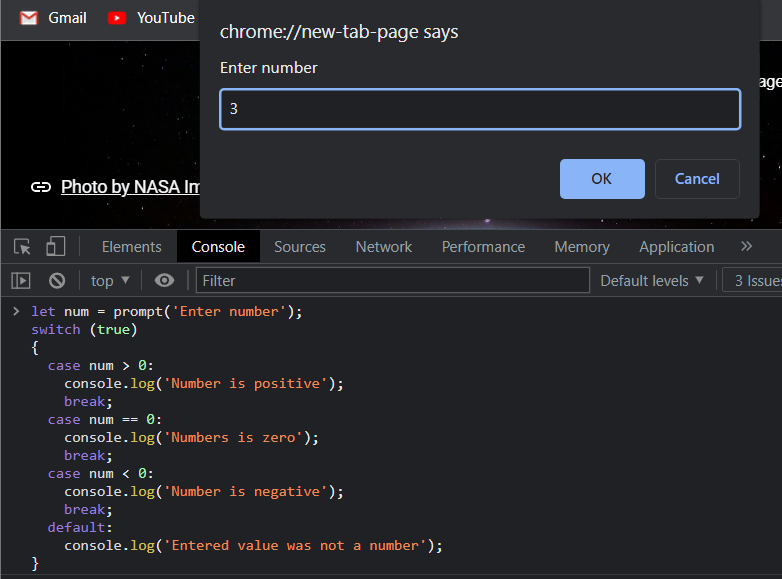 Gmail YouTube
chrome://new-tab-page says
Enter number
3
OK Cancel
Photo by NASA Im
Elements Console Sources Network Performance Memory Application »
top ▼ Filter Default levels ▼ 3 Issue
> let num = prompt('Enter number');
switch (true)
{
case num > 0:
console.log('Number is positive');
break;
case num == 0:
console.log('Numbers is zero');
break;
case num < 0:
console.log('Number is negative');
break;
default:
console.log('Entered value was not a number');
}